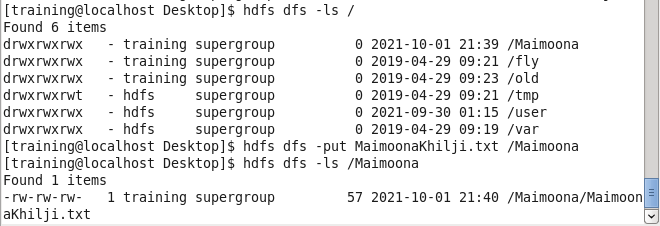 [training@localhost Desktop]$ hdfs dfs -ls /
Found 6 items
drwxrwxrwx   - training supergroup          0 2021-10-01 21:39 /Maimoona
drwxrwxrwx   - training supergroup          0 2019-04-29 09:21 /fly
drwxrwxrwx   - training supergroup          0 2019-04-29 09:23 /old
drwxrwxrwt   - hdfs     supergroup          0 2019-04-29 09:21 /tmp
drwxrwxrwx   - hdfs     supergroup          0 2021-09-30 01:15 /user
drwxrwxrwx   - hdfs     supergroup          0 2019-04-29 09:19 /var
[training@localhost Desktop]$ hdfs dfs -put MaimoonaKhilji.txt /Maimoona
[training@localhost Desktop]$ hdfs dfs -ls /Maimoona
Found 1 items
-rw-rw-rw-   1 training supergroup         57 2021-10-01 21:40 /Maimoona/Maimoon
aKhilji.txt